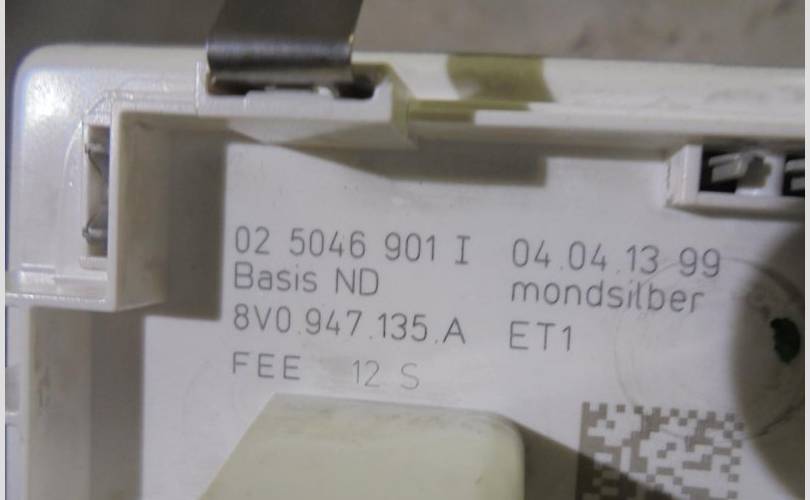 02 5046 901 I 04.04.13 99
Basis ND mondsilber
8V0.947.135.A ET1
FEE 12 S